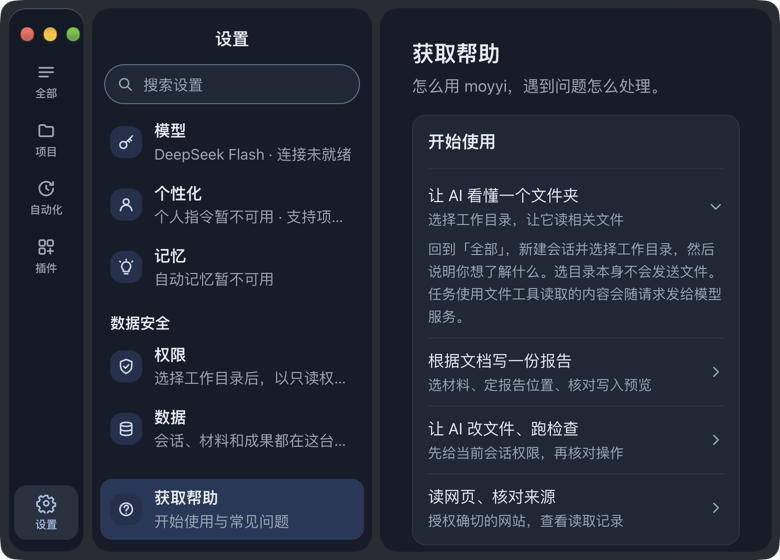 全部
项目
自动化
插件
设置
设置
搜索设置
模型
DeepSeek Flash · 连接未就绪
个性化
个人指令暂不可用 · 支持项...
记忆
自动记忆暂不可用
数据安全
权限
选择工作目录后，以只读权...
数据
会话、材料和成果都在这台...
获取帮助
开始使用与常见问题
获取帮助
怎么用 moyyi，遇到问题怎么处理。
开始使用
让 AI 看懂一个文件夹
选择工作目录，让它读相关文件
回到「全部」，新建会话并选择工作目录，然后
说明你想了解什么。选目录本身不会发送文件。
任务使用文件工具读取的内容会随请求发给模型
服务。
根据文档写一份报告
选材料、定报告位置、核对写入预览
让 AI 改文件、跑检查
先给当前会话权限，再核对操作
读网页、核对来源
授权确切的网站，查看读取记录